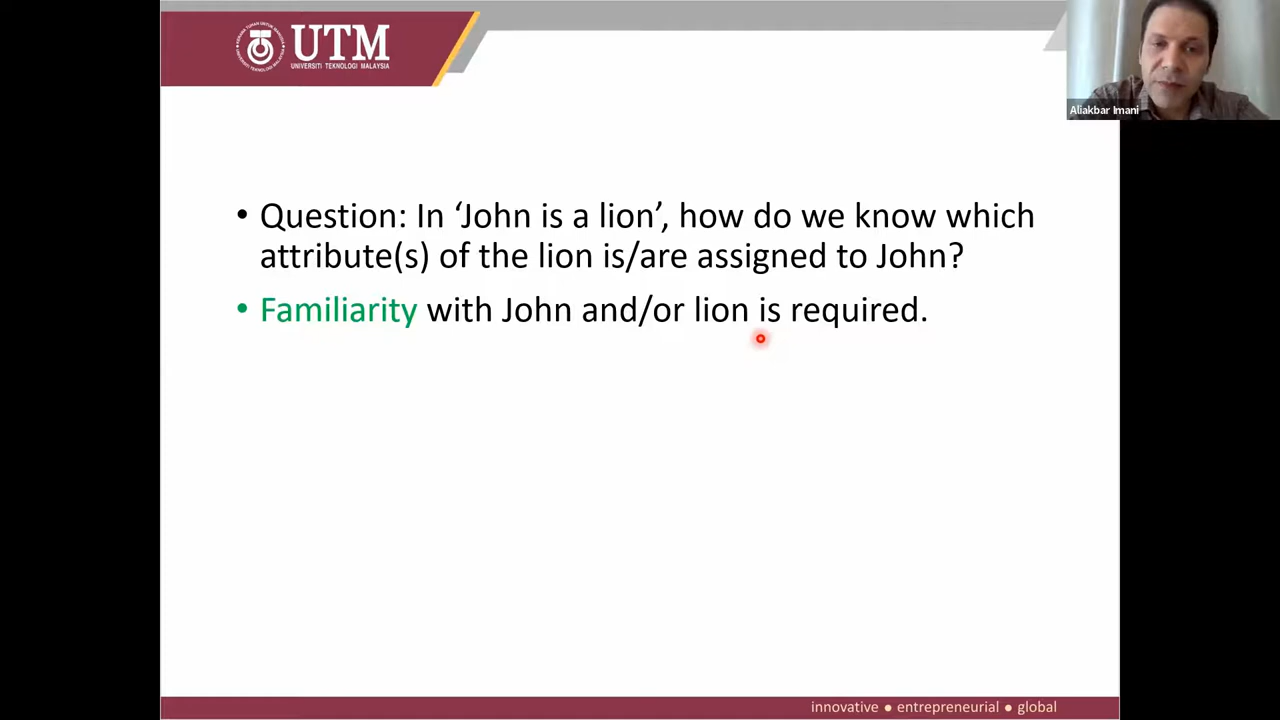 UTM
UNIVERSITI TEKNOLOGI MALAYSIA
Aliakbar Imani
• Question: In ‘John is a lion’, how do we know which
attribute(s) of the lion is/are assigned to John?
• Familiarity with John and/or lion is required.
innovative ● entrepreneurial ● global